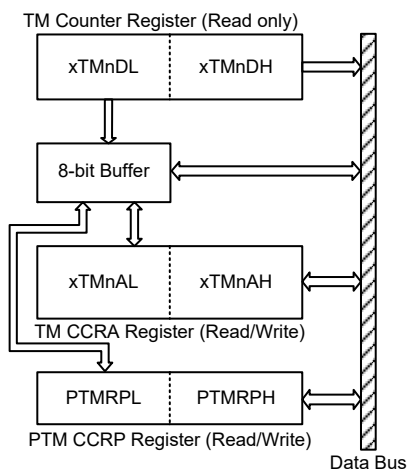 TM Counter Register (Read only)
xTMnDL xTMnDH
8-bit Buffer
xTMnAL xTMnAH
TM CCRA Register (Read/Write)
PTMRPL PTMRPH
PTM CCRP Register (Read/Write)
Data Bus